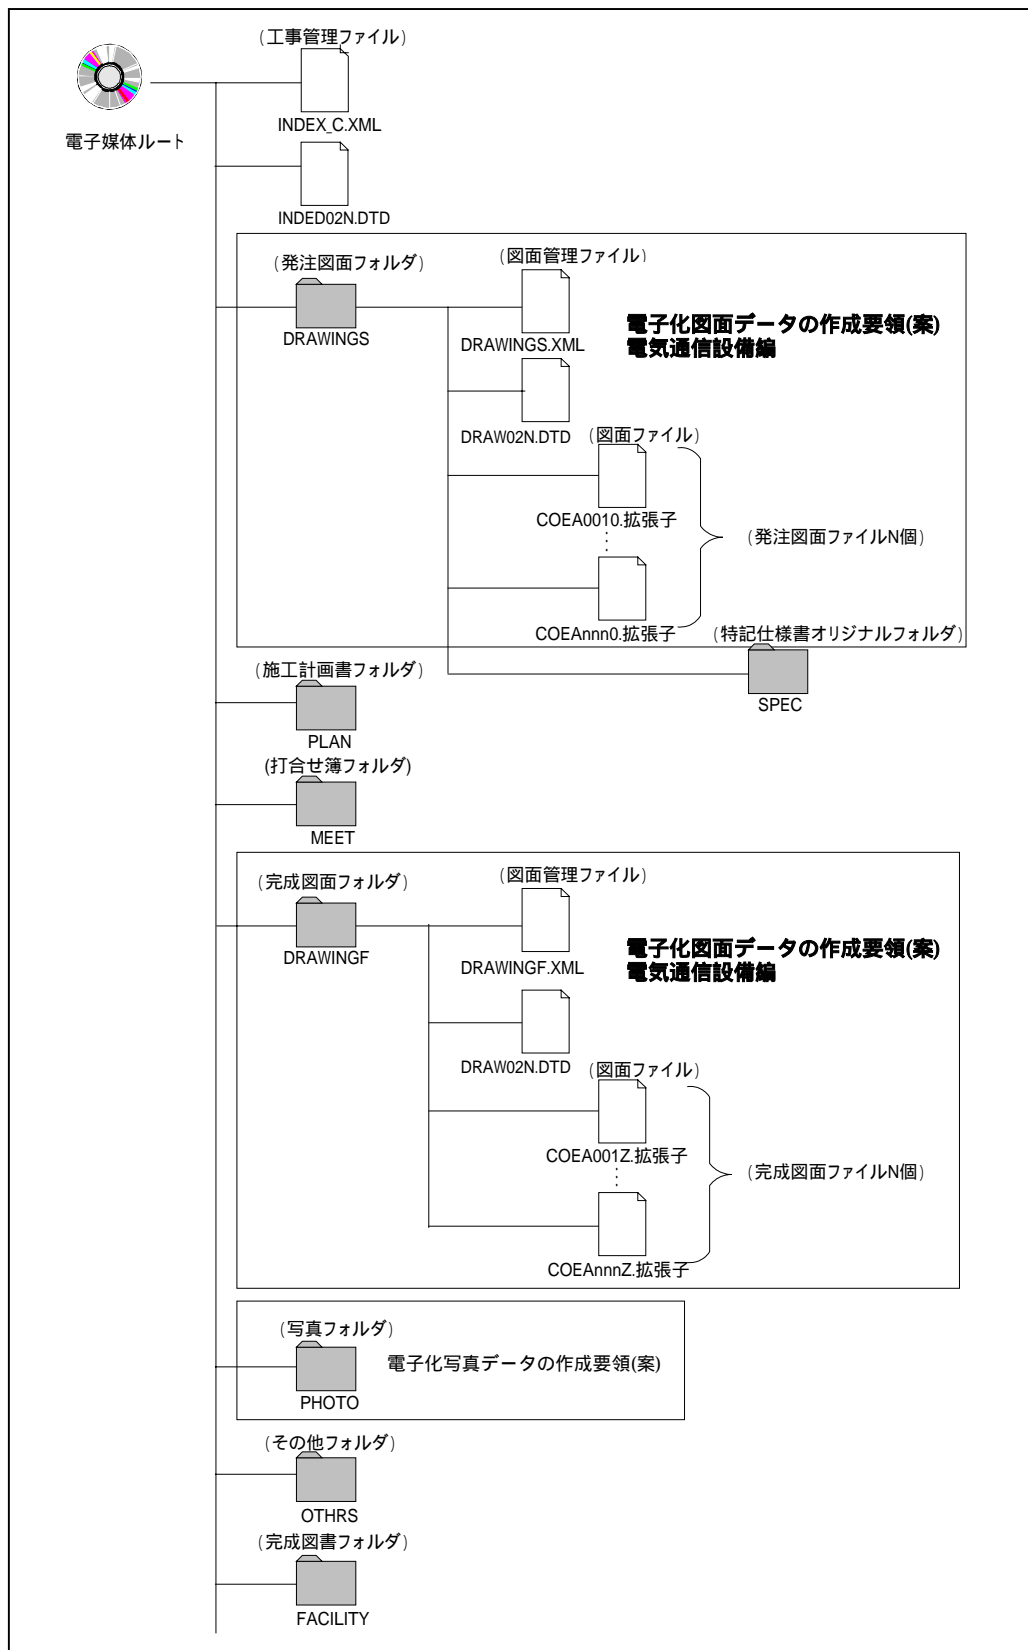 (工事管理ファイル)
電子媒体ルート
INDEX_C.XML
INDED02N.DTD
(発注図面フォルダ)
DRAWINGS
(図面管理ファイル)
DRAWINGS.XML
電子化図面データの作成要領(案)
電気通信設備編
DRAW02N.DTD
(図面ファイル)
COEA0010.拡張子
(発注図面ファイルN個)
COEAnnn0.拡張子
(特記仕様書オリジナルフォルダ)
SPEC
(施工計画書フォルダ)
PLAN
(打合せ簿フォルダ)
MEET
(完成図面フォルダ)
DRAWINGF
(図面管理ファイル)
DRAWINGF.XML
電子化図面データの作成要領(案)
電気通信設備編
DRAW02N.DTD
(図面ファイル)
COEA001Z.拡張子
(完成図面ファイルN個)
COEAnnnZ.拡張子
(写真フォルダ)
PHOTO
電子化写真データの作成要領(案)
(その他フォルダ)
OTHRS
(完成図書フォルダ)
FACILITY